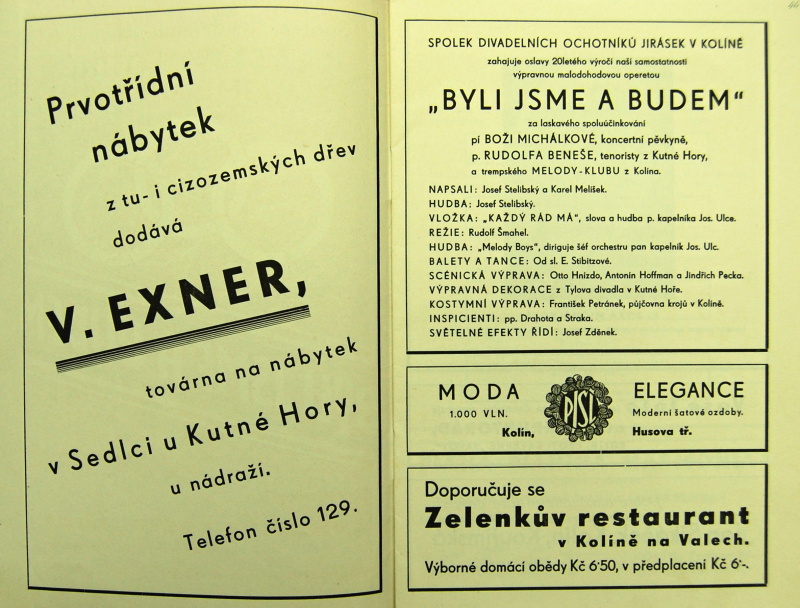 Prvotřídní
nábytek
z tu- i cizozemských dřev
dodává
V. EXNER,
továrna na nábytek
v Sedlci u Kutné Hory,
u nádraží.
Telefon číslo 129.
SPOLEK DIVADELNÍCH OCHOTNÍKŮ JIRÁSEK V KOLÍNĚ
zahajuje oslavy 20letého výročí naší samostatnosti
výpravnou malodohodovou operetou
„BYLI JSME A BUDEM“
za laskavého spoluúčinkování
pí BOŽI MICHÁLKOVÉ, koncertní pěvkyně,
p. RUDOLFA BENEŠE, tenoristy z Kutné Hory,
a trempského MELODY-KLUBU z Kolína.
NAPSALI: Josef Stelibský a Karel Melíšek.
HUDBA: Josef Stelibský.
VLOŽKA: „KAŽDÝ RÁD MÁ“, slova a hudba p. kapelníka Jos. Ulce.
REŽIE: Rudolf Šmahel.
HUDBA: „Melody Boys“, diriguje šéf orchestru pan kapelník Jos. Ulc.
BALETY A TANCE: Od sl. E. Stibitzové.
SCÉNICKÁ VÝPRAVA: Otto Hnízdo, Antonín Hoffman a Jindřich Pecka.
VÝPRAVNÁ DEKORACE z Tylova divadla v Kutné Hoře.
KOSTYMNÍ VÝPRAVA: František Petránek, půjčovna krojů v Kolíně.
INSPICIENTI: pp. Drahota a Straka.
SVĚTELNÉ EFEKTY ŘÍDÍ: Josef Zděnek.
MODA PISÍ ELEGANCE
1.000 VLN. Moderní šatové ozdoby.
Kolín, Husova tř.
Doporučuje se
Zelenkův restaurant
v Kolíně na Valech.
Výborné domácí obědy Kč 6·50, v předplacení Kč 6·-.